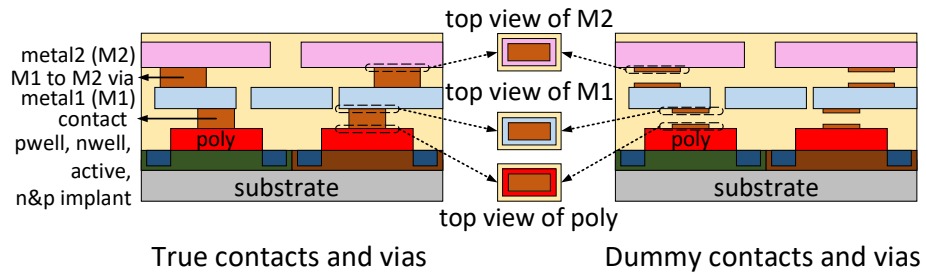 top view of M2
metal2 (M2)
M1 to M2 via
top view of M1
metal1 (M1)
contact
pwell, nwell,
poly
poly
active,
substrate
substrate
n&p implant
top view of poly
True contacts and vias
Dummy contacts and vias